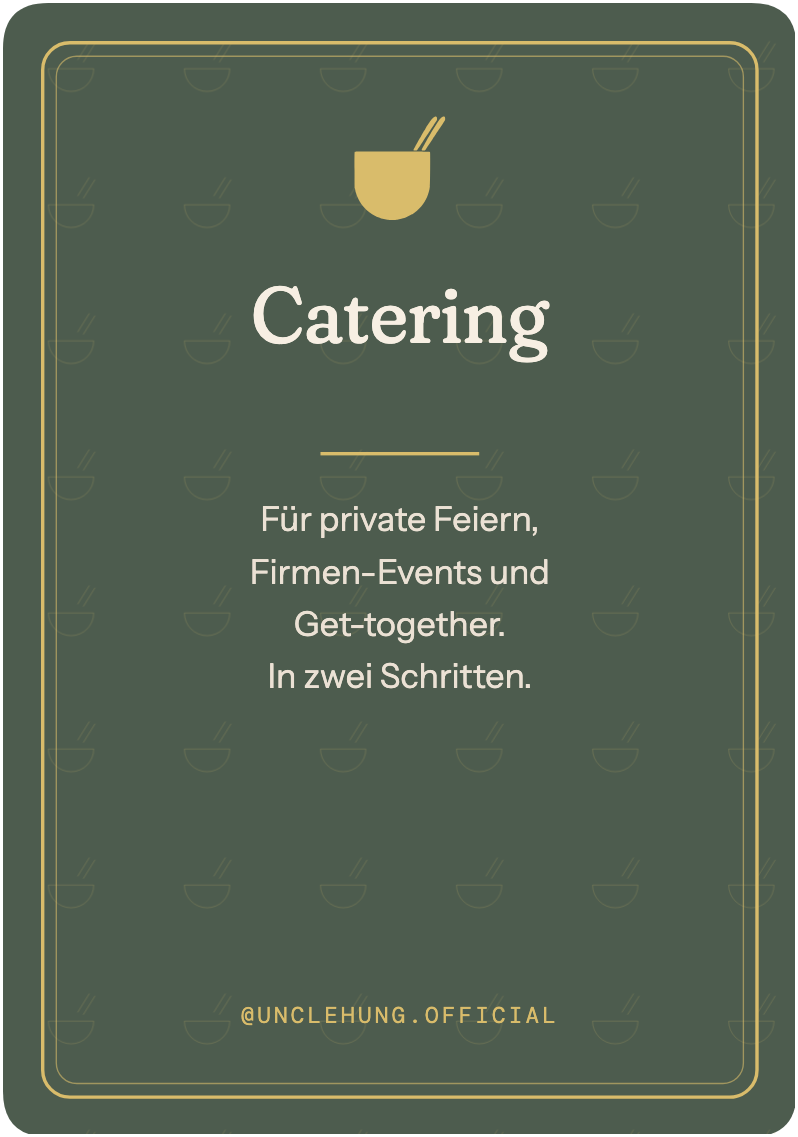 Catering
Für private Feiern,
Firmen-Events und
Get-together.
In zwei Schritten.
@UNCLEHUNG.OFFICIAL